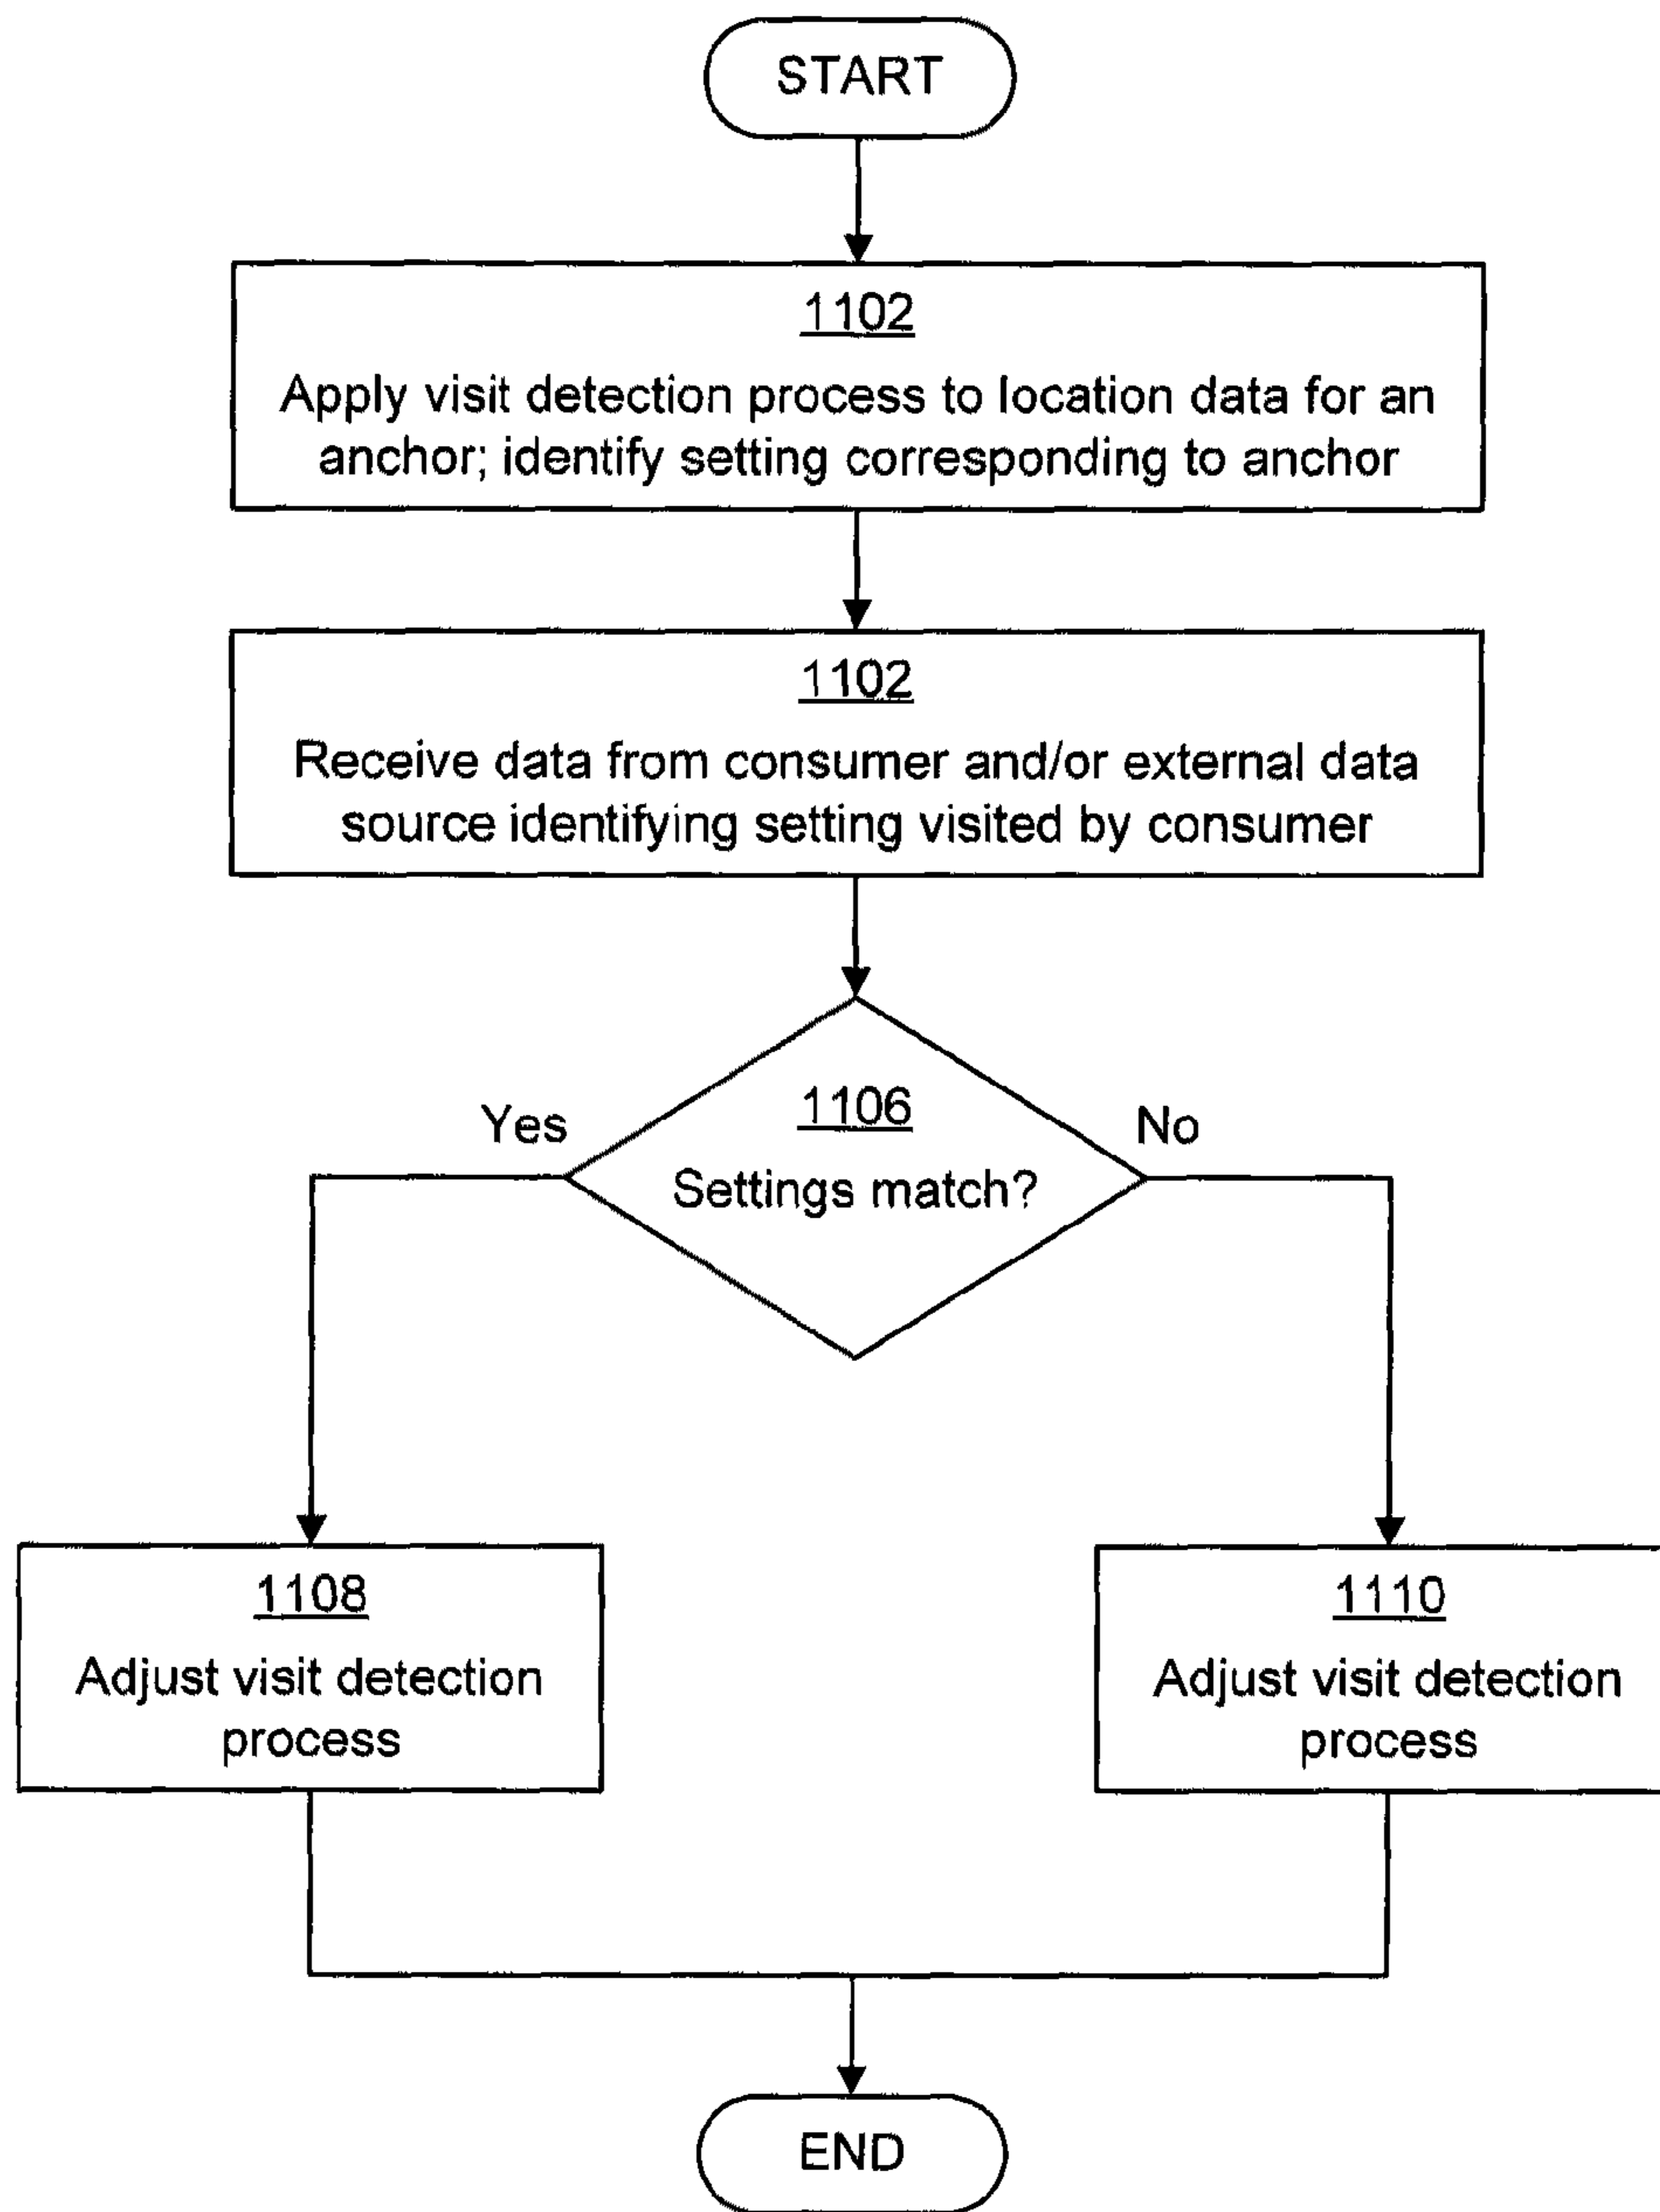 START
1102
Apply visit detection process to location data for an
anchor; identify setting corresponding to anchor
1102
Receive data from consumer and/or external data
source identifying setting visited by consumer
Yes
1106
No
Settings match?
1108
Adjust visit detection
process
1110
Adjust visit detection
process
END